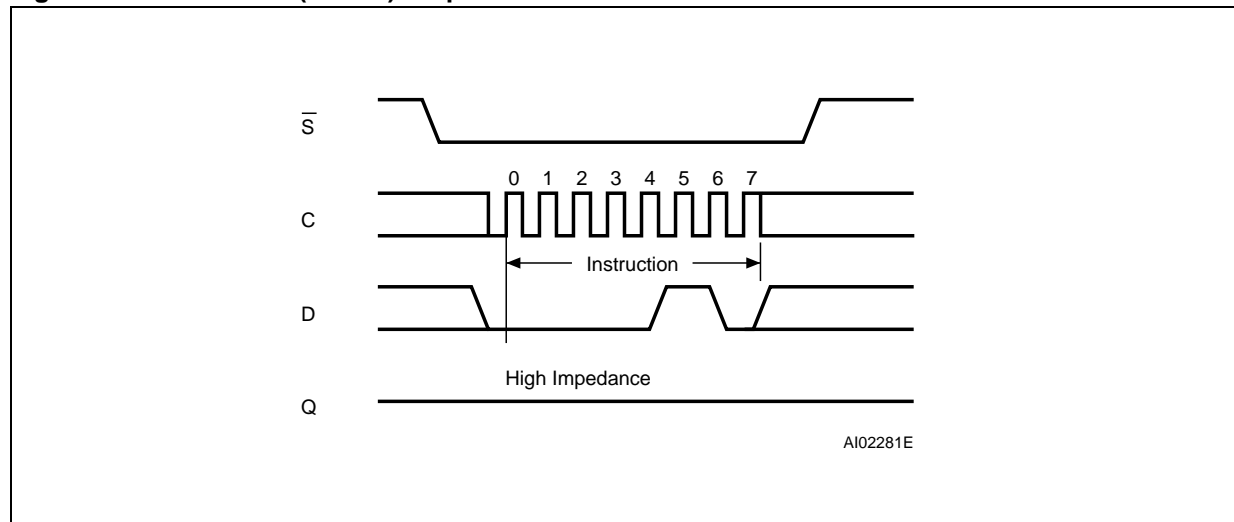 S̅
0 1 2 3 4 5 6 7
C
Instruction
D
High Impedance
Q
AI02281E